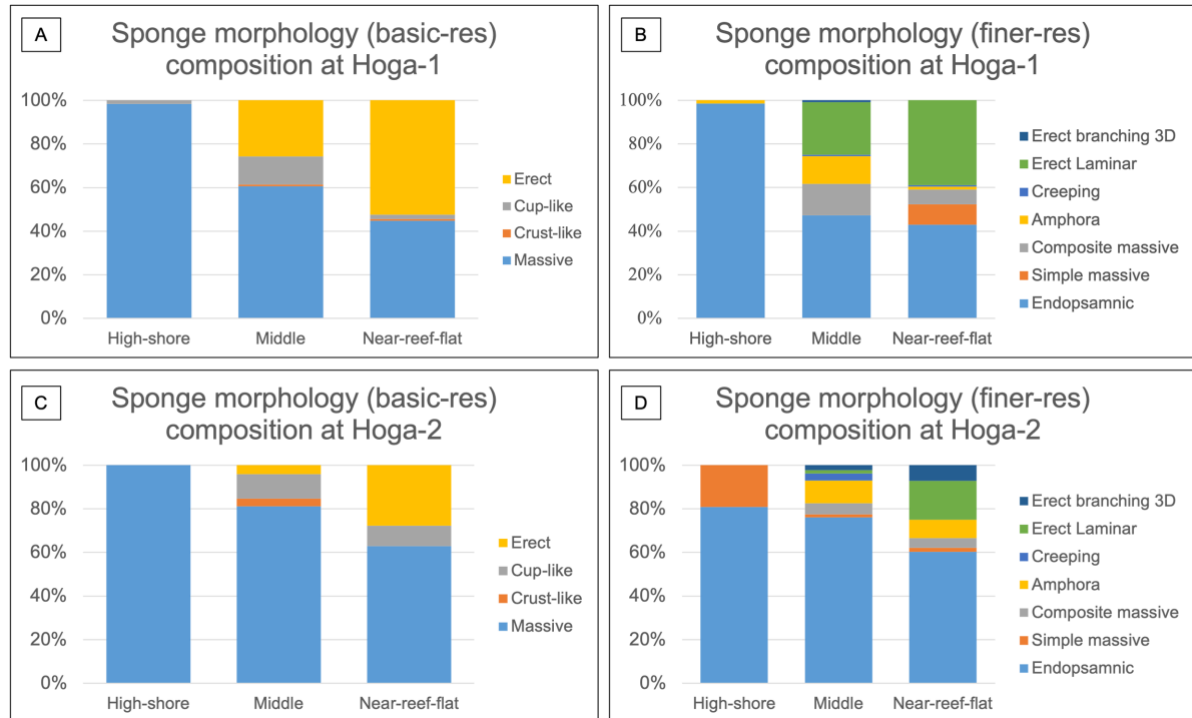 A
Sponge morphology (basic-res)
composition at Hoga-1
100%
80%
60%
40%
20%
0%
High-shore
Middle
Near-reef-flat
Erect
Cup-like
Crust-like
Massive
B
Sponge morphology (finer-res)
composition at Hoga-1
100%
80%
60%
40%
20%
0%
High-shore
Middle
Near-reef-flat
Erect branching 3D
Erect Laminar
Creeping
Amphora
Composite massive
Simple massive
Endopsamnic
C
Sponge morphology (basic-res)
composition at Hoga-2
100%
80%
60%
40%
20%
0%
High-shore
Middle
Near-reef-flat
Erect
Cup-like
Crust-like
Massive
D
Sponge morphology (finer-res)
composition at Hoga-2
100%
80%
60%
40%
20%
0%
High-shore
Middle
Near-reef-flat
Erect branching 3D
Erect Laminar
Creeping
Amphora
Composite massive
Simple massive
Endopsamnic